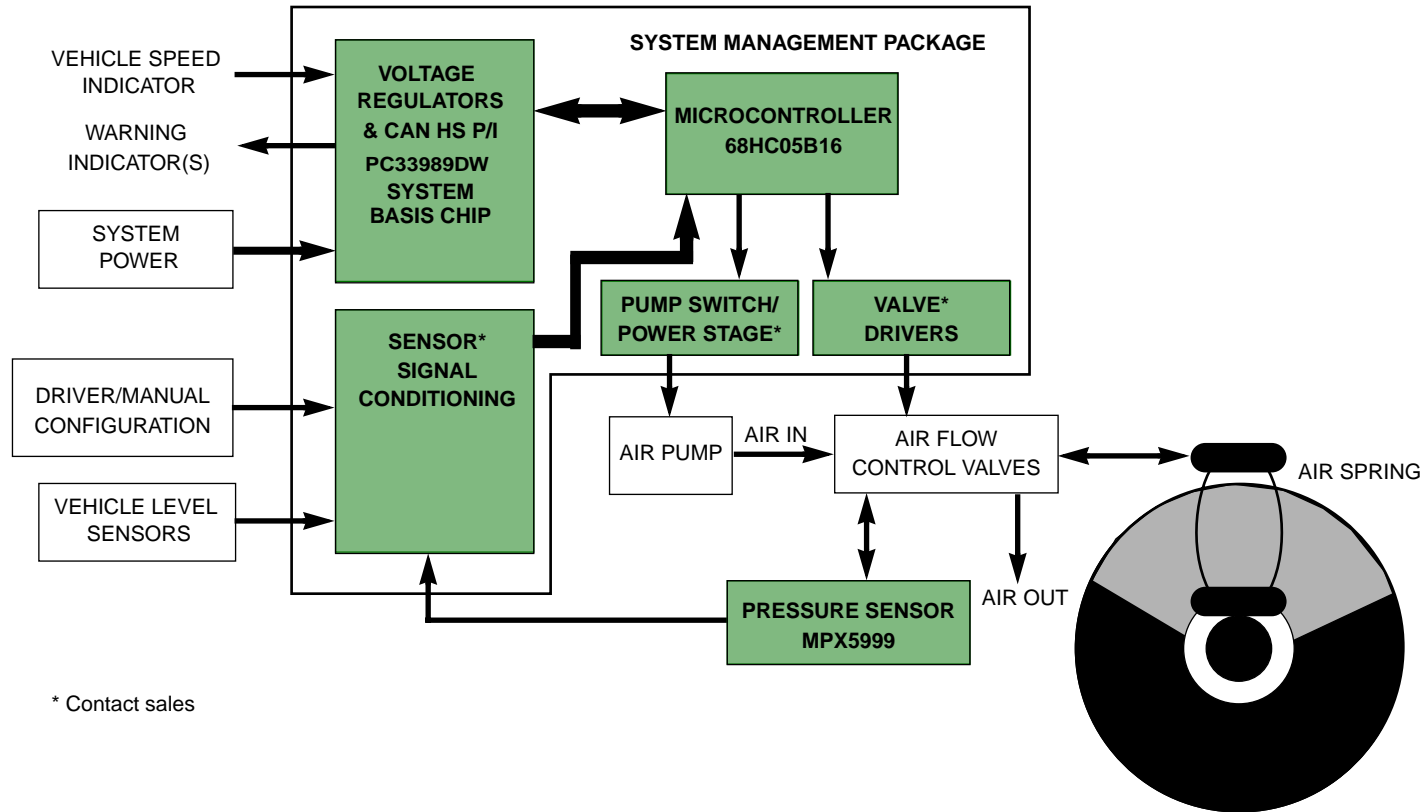 SYSTEM MANAGEMENT PACKAGE
VEHICLE SPEED
INDICATOR
WARNING
INDICATOR(S)
SYSTEM
POWER
DRIVER/MANUAL
CONFIGURATION
VEHICLE LEVEL
SENSORS
VOLTAGE
REGULATORS
& CAN HS P/I
PC33989DW
SYSTEM
BASIS CHIP
MICROCONTROLLER
68HC05B16
SENSOR*
SIGNAL
CONDITIONING
PUMP SWITCH/
POWER STAGE*
VALVE*
DRIVERS
AIR PUMP
AIR IN
AIR FLOW
CONTROL VALVES
AIR SPRING
AIR OUT
PRESSURE SENSOR
MPX5999
* Contact sales